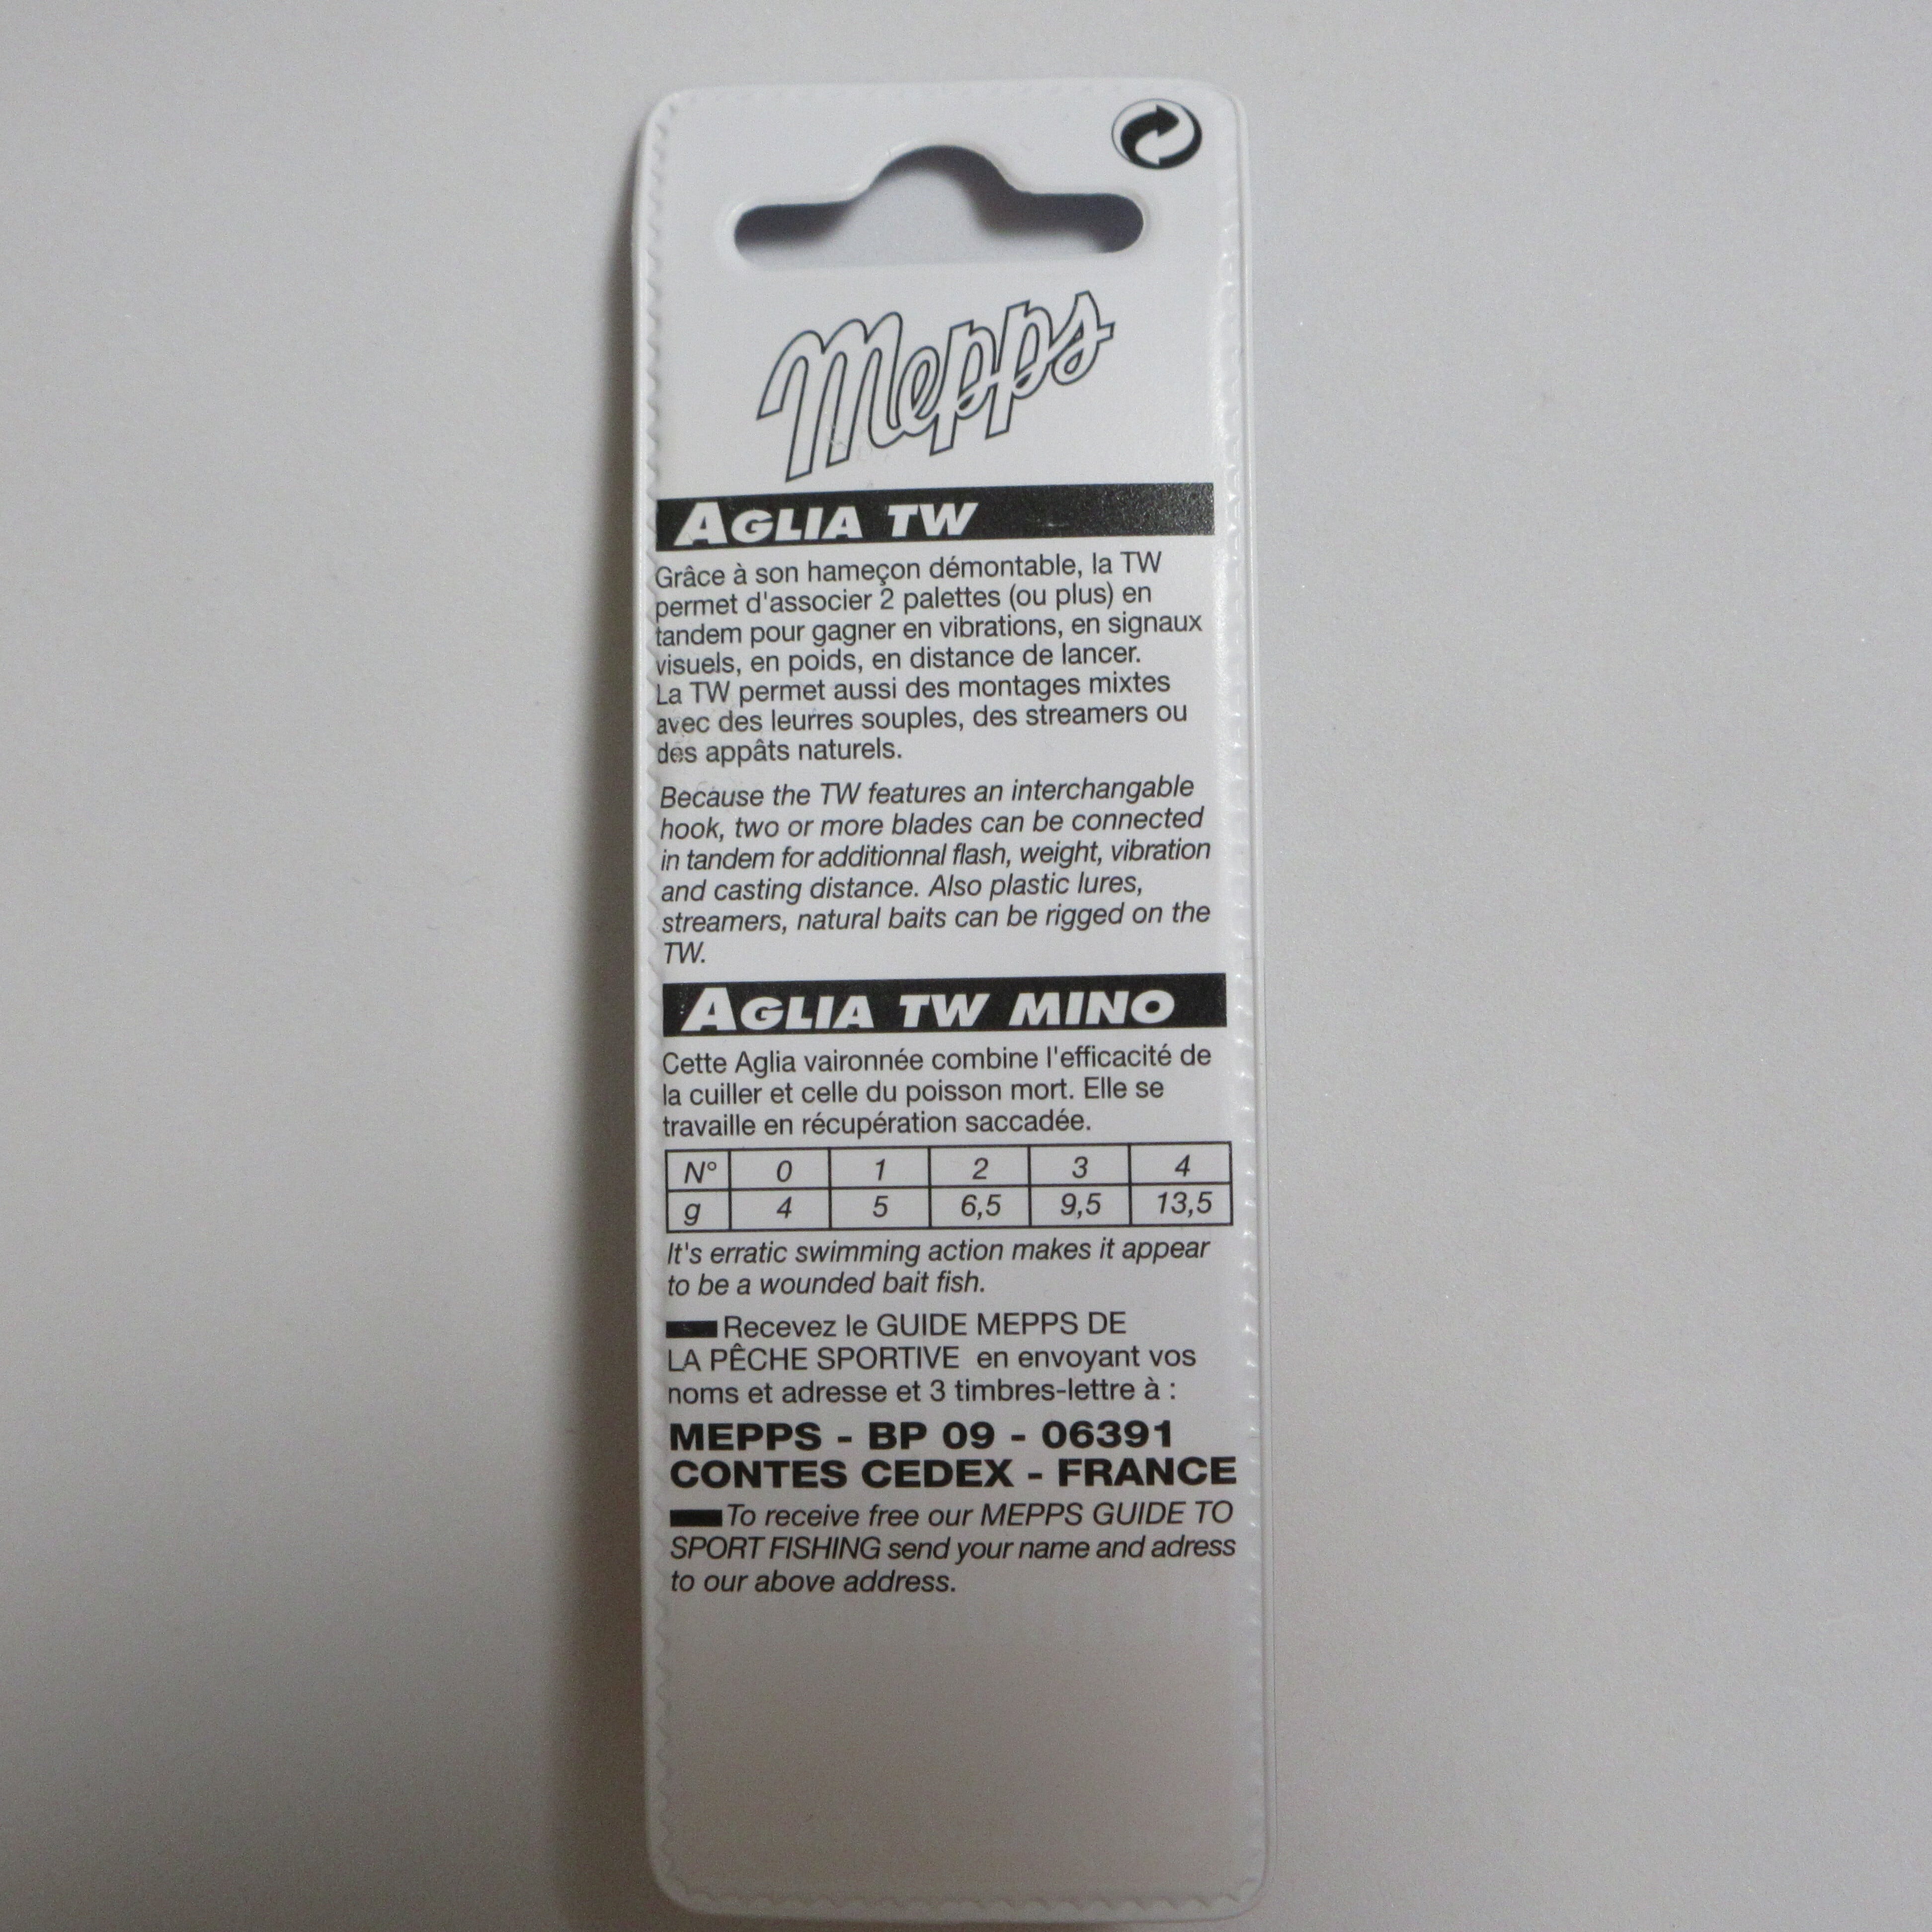 Mepps
AGLIA TW
Grâce à son hameçon démontable, la TW
permet d'associer 2 palettes (ou plus) en
tandem pour gagner en vibrations, en signaux
visuels, en poids, en distance de lancer.
La TW permet aussi des montages mixtes
avec des leurres souples, des streamers ou
des appâts naturels.
Because the TW features an interchangable
hook, two or more blades can be connected
in tandem for additionnal flash, weight, vibration
and casting distance. Also plastic lures,
streamers, natural baits can be rigged on the
TW.
AGLIA TW MINO
Cette Aglia vaironnée combine l'efficacité de
la cuiller et celle du poisson mort. Elle se
travaille en récupération saccadée.
N° 0 1 2 3 4
g 4 5 6,5 9,5 13,5
It's erratic swimming action makes it appear
to be a wounded bait fish.
Recevez le GUIDE MEPPS DE
LA PÊCHE SPORTIVE en envoyant vos
noms et adresse et 3 timbres-lettre à :
MEPPS - BP 09 - 06391
CONTES CEDEX - FRANCE
To receive free our MEPPS GUIDE TO
SPORT FISHING send your name and adress
to our above address.